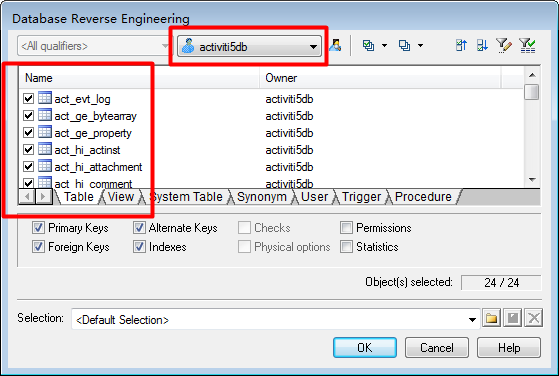 Database Reverse Engineering
<All qualifiers> activiti5db
Name Owner
act_evt_log activiti5db
act_ge_bytearray activiti5db
act_ge_property activiti5db
act_hi_actinst activiti5db
act_hi_attachment activiti5db
act_hi_comment activiti5db
Table View System Table Synonym User Trigger Procedure
Primary Keys Alternate Keys Checks Permissions
Foreign Keys Indexes Physical options Statistics
Object(s) selected: 24 / 24
Selection: <Default Selection>
OK Cancel Help